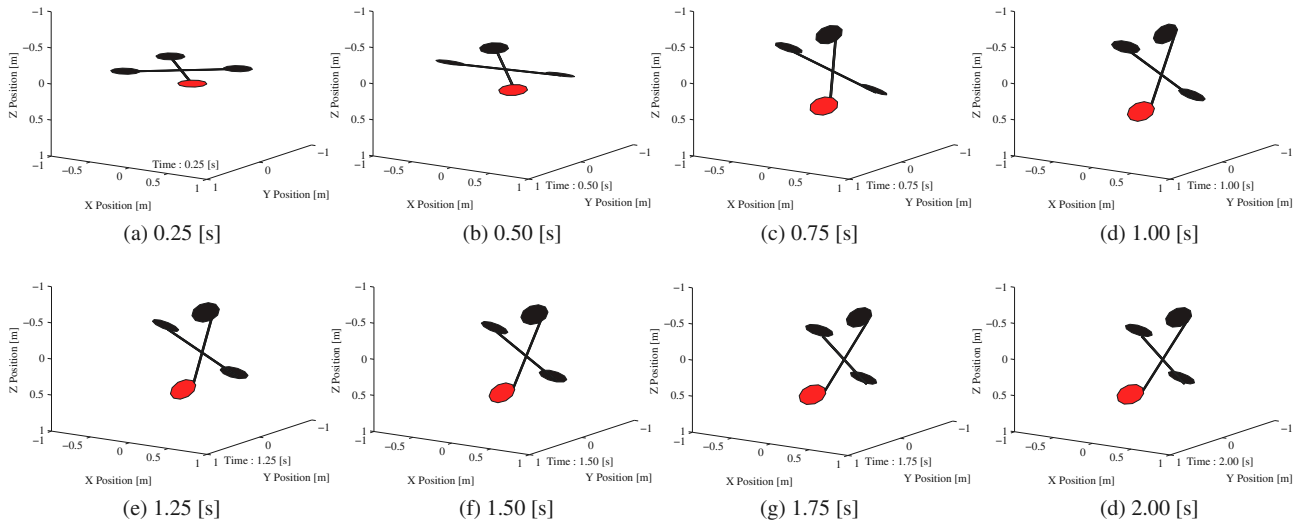 −1
−0.5
0
0.5
1
−1
Z Position [m]
−0.5
0
0.5
1
X Position [m]
1
0
−1
Y Position [m]
Time : 0.25 [s]
(a) 0.25 [s]
−1
−0.5
0
0.5
1
−1
Z Position [m]
−0.5
0
0.5
1
X Position [m]
1
0
−1
Y Position [m]
Time : 0.50 [s]
(b) 0.50 [s]
−1
−0.5
0
0.5
1
−1
Z Position [m]
−0.5
0
0.5
1
X Position [m]
1
0
−1
Y Position [m]
Time : 0.75 [s]
(c) 0.75 [s]
−1
−0.5
0
0.5
1
−1
Z Position [m]
−0.5
0
0.5
1
X Position [m]
1
0
−1
Y Position [m]
Time : 1.00 [s]
(d) 1.00 [s]
−1
−0.5
0
0.5
1
−1
Z Position [m]
−0.5
0
0.5
1
X Position [m]
1
0
−1
Y Position [m]
Time : 1.25 [s]
(e) 1.25 [s]
−1
−0.5
0
0.5
1
−1
Z Position [m]
−0.5
0
0.5
1
X Position [m]
1
0
−1
Y Position [m]
Time : 1.50 [s]
(f) 1.50 [s]
−1
−0.5
0
0.5
1
−1
Z Position [m]
−0.5
0
0.5
1
X Position [m]
1
0
−1
Y Position [m]
Time : 1.75 [s]
(g) 1.75 [s]
−1
−0.5
0
0.5
1
−1
Z Position [m]
−0.5
0
0.5
1
X Position [m]
1
0
−1
Y Position [m]
Time : 2.00 [s]
(d) 2.00 [s]